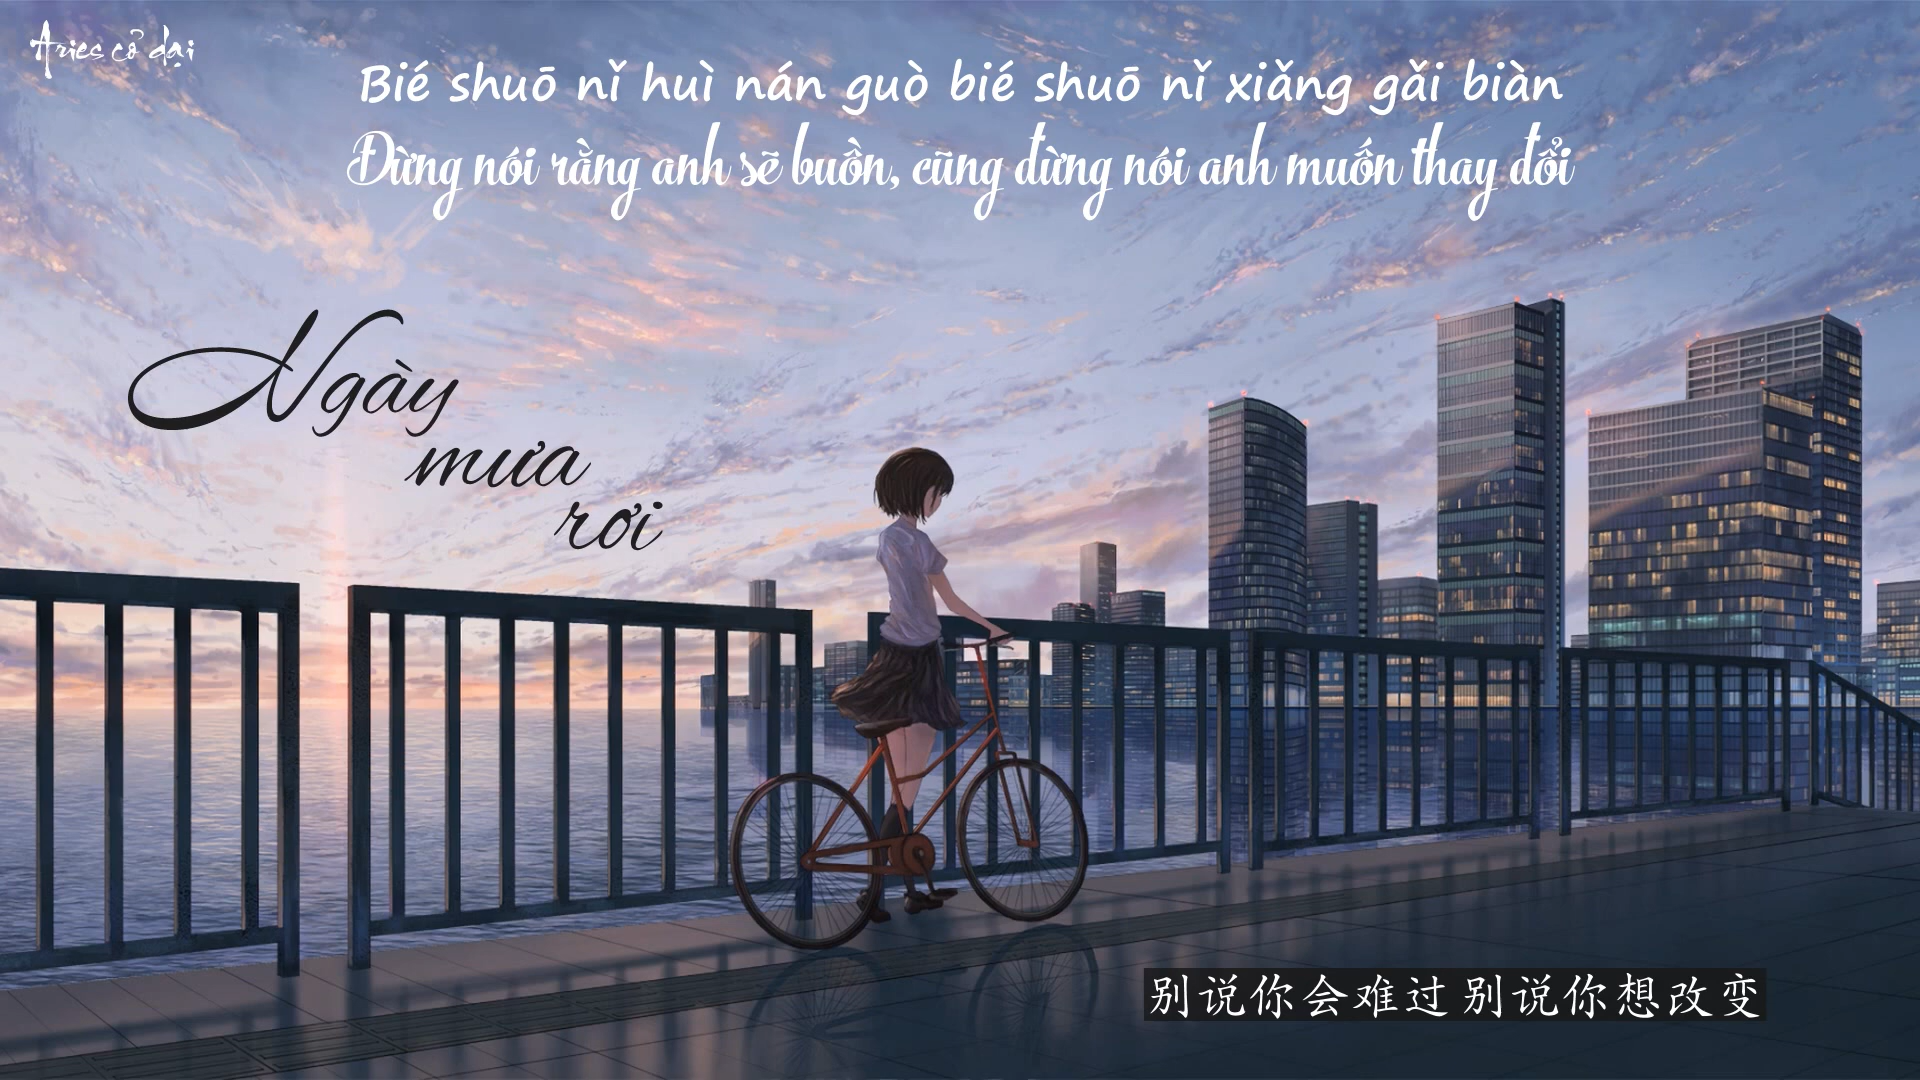 Aries cổ đại
Bié shuō nǐ huì nán guò bié shuō nǐ xiǎng gǎi biàn
Đừng nói rằng anh sẽ buồn, cũng đừng nói anh muốn thay đổi
Ngày
mưa
rơi
别说你会难过 别说你想改变